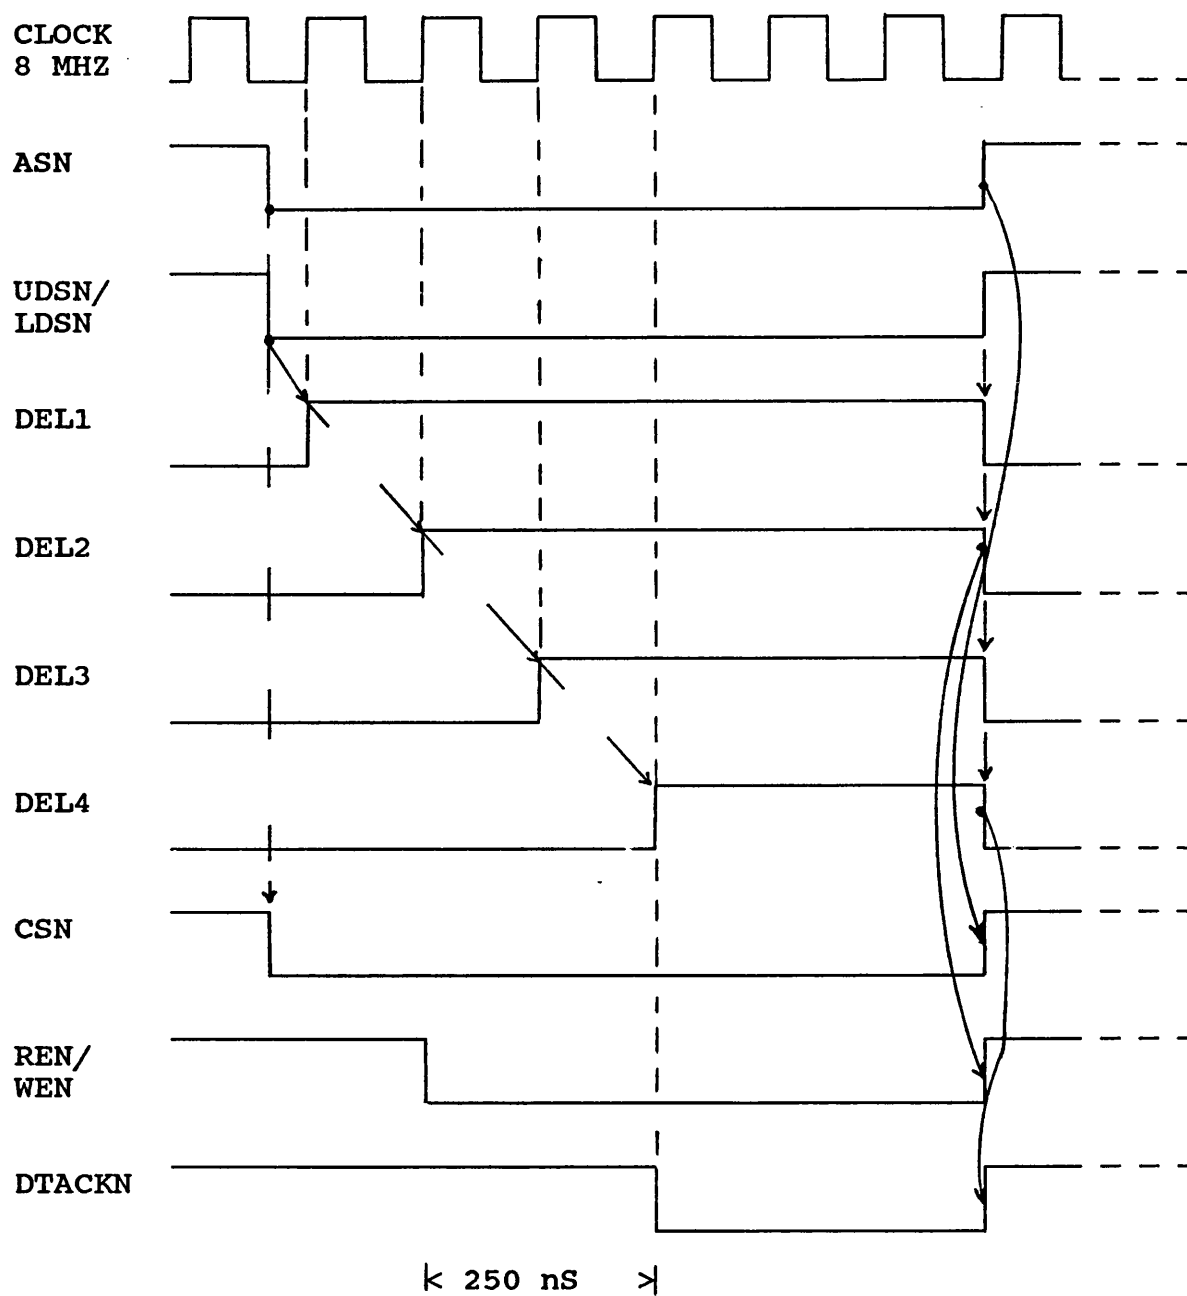 CLOCK
8 MHZ
ASN
UDSN/
LDSN
DEL1
DEL2
DEL3
DEL4
CSN
REN/
WEN
DTACKN
|< 250 nS >|